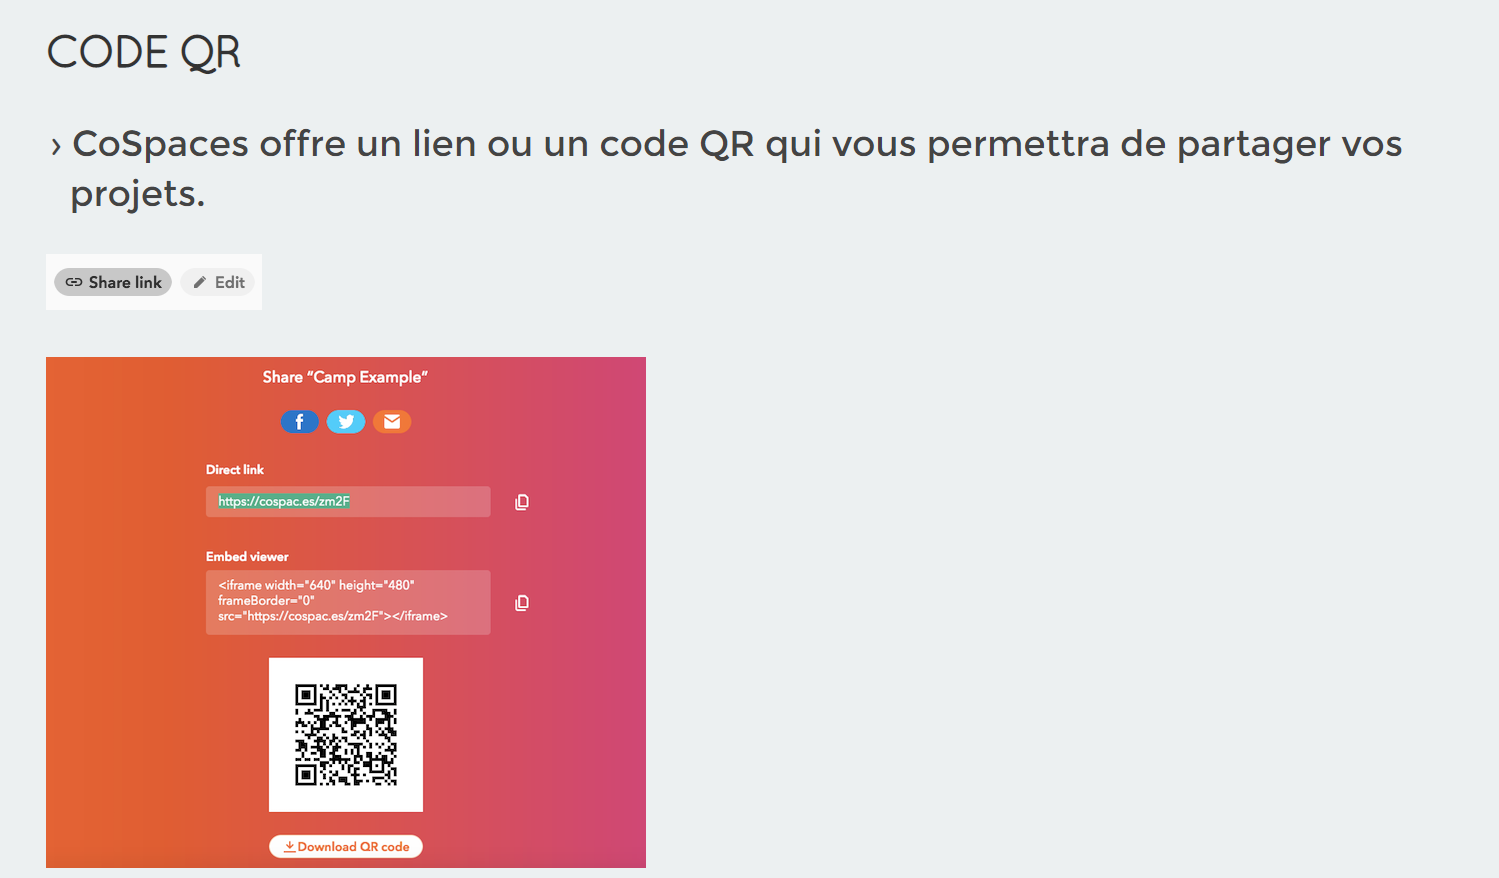 CODE QR
› CoSpaces offre un lien ou un code QR qui vous permettra de partager vos
projets.
Share link Edit
Share “Camp Example”
Direct link
https://cospac.es/zm2F
Embed viewer
<iframe width="640" height="480"
frameBorder="0"
src="https://cospac.es/zm2F"></iframe>
Download QR code